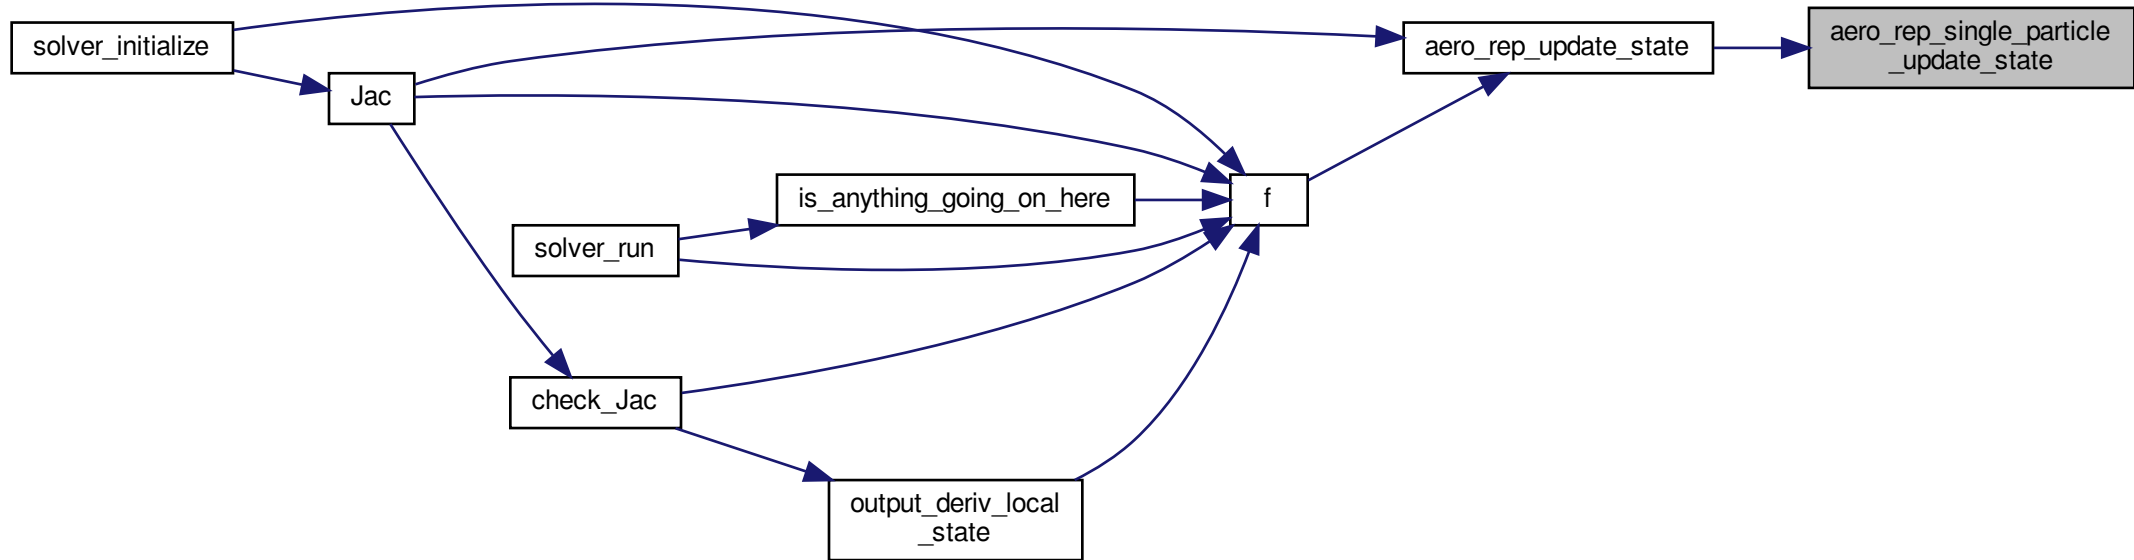 solver_initialize
Jac
aero_rep_update_state
aero_rep_single_particle
_update_state
is_anything_going_on_here
f
solver_run
check_Jac
output_deriv_local
_state